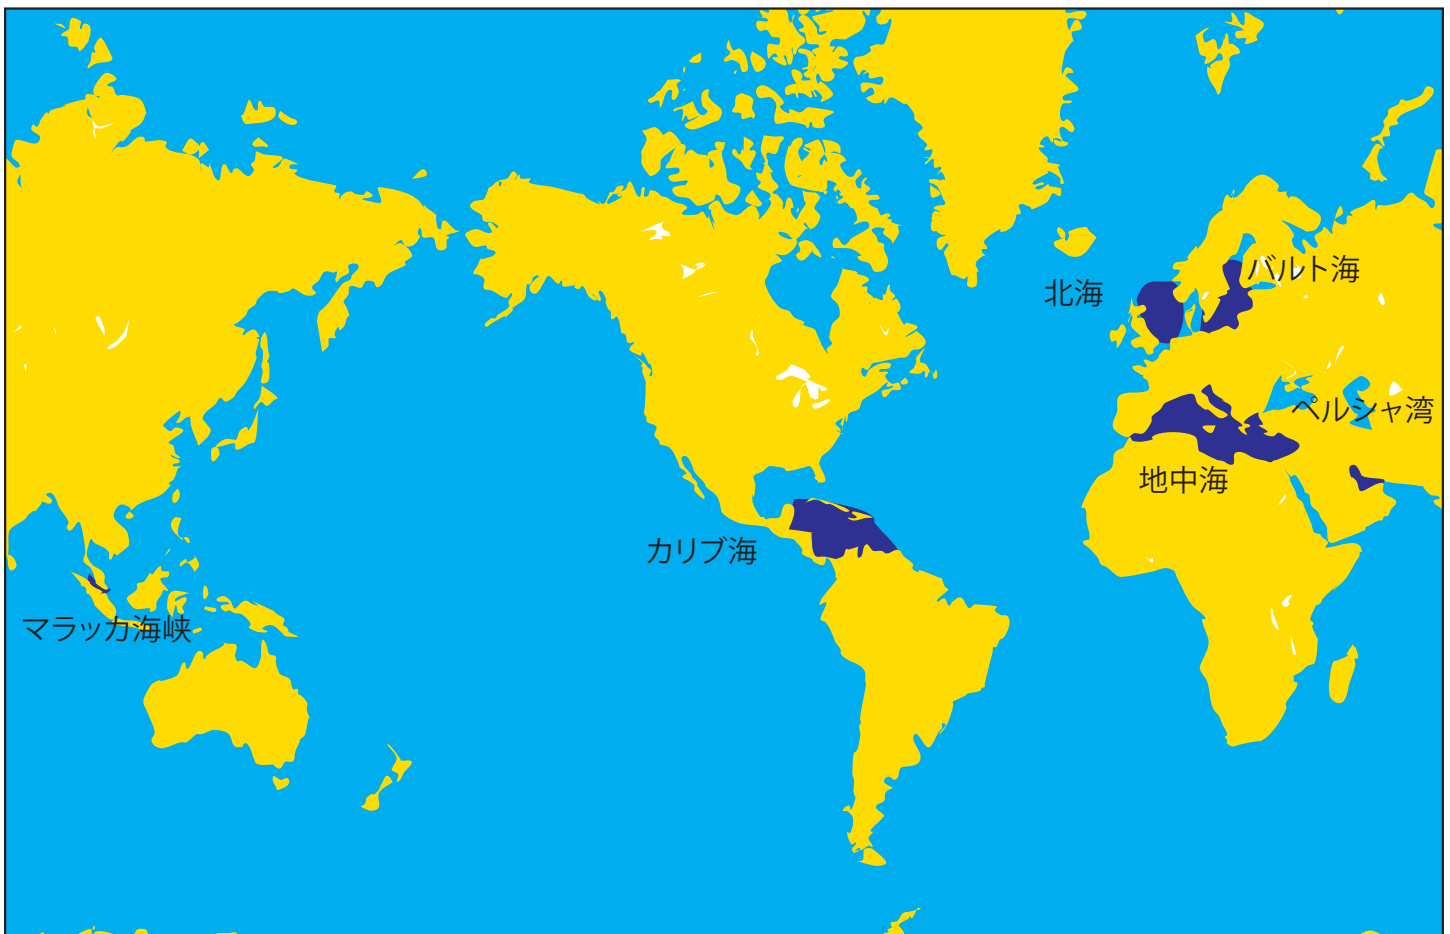 バルト海
北海
ペルシャ湾
地中海
カリブ海
マラッカ海峡